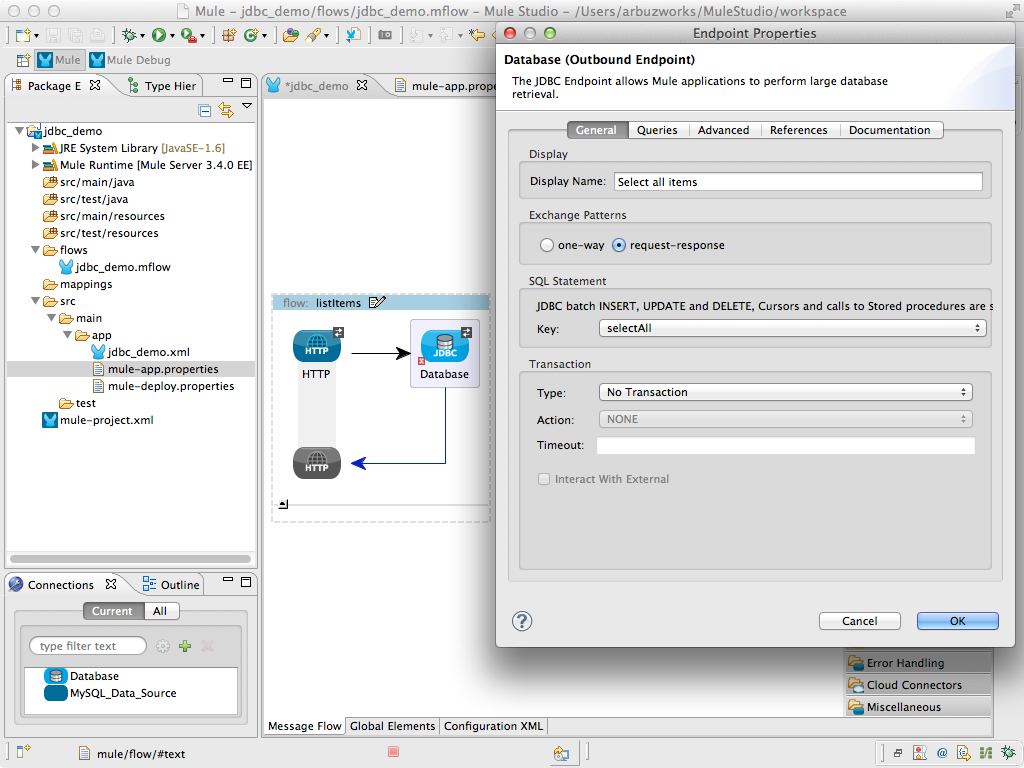 Mule – jdbc_demo/flows/jdbc_demo.mflow – Mule Studio – /Users/arbuzworks/MuleStudio/workspace
Mule
Mule Debug
Package E
Type Hier
jdbc_demo
JRE System Library [JavaSE-1.6]
Mule Runtime [Mule Server 3.4.0 EE]
src/main/java
src/test/java
src/main/resources
src/test/resources
flows
jdbc_demo.mflow
mappings
src
main
app
jdbc_demo.xml
mule-app.properties
mule-deploy.properties
test
mule-project.xml
Connections
Outline
Current
All
type filter text
Database
MySQL_Data_Source
*jdbc_demo
mule-app.prope
flow: listItems
HTTP
HTTP
JDBC
Database
HTTP
Message Flow
Global Elements
Configuration XML
Endpoint Properties
Database (Outbound Endpoint)
The JDBC Endpoint allows Mule applications to perform large database
retrieval.
General
Queries
Advanced
References
Documentation
Display
Display Name: Select all items
Exchange Patterns
one-way
request-response
SQL Statement
JDBC batch INSERT, UPDATE and DELETE, Cursors and calls to Stored procedures are s
Key: selectAll
Transaction
Type: No Transaction
Action: NONE
Timeout:
Interact With External
?
Cancel
OK
Error Handling
Cloud Connectors
Miscellaneous
mule/flow/#text